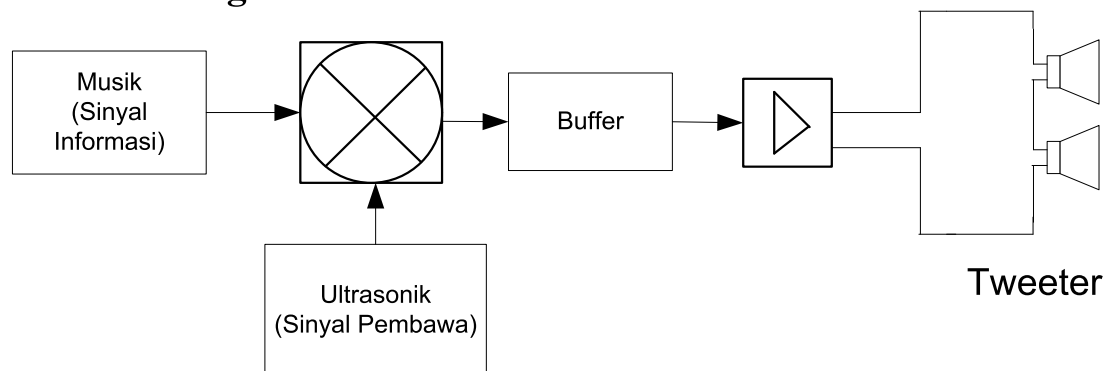 Musik
(Sinyal
Informasi)
Buffer
Ultrasonik
(Sinyal Pembawa)
Tweeter